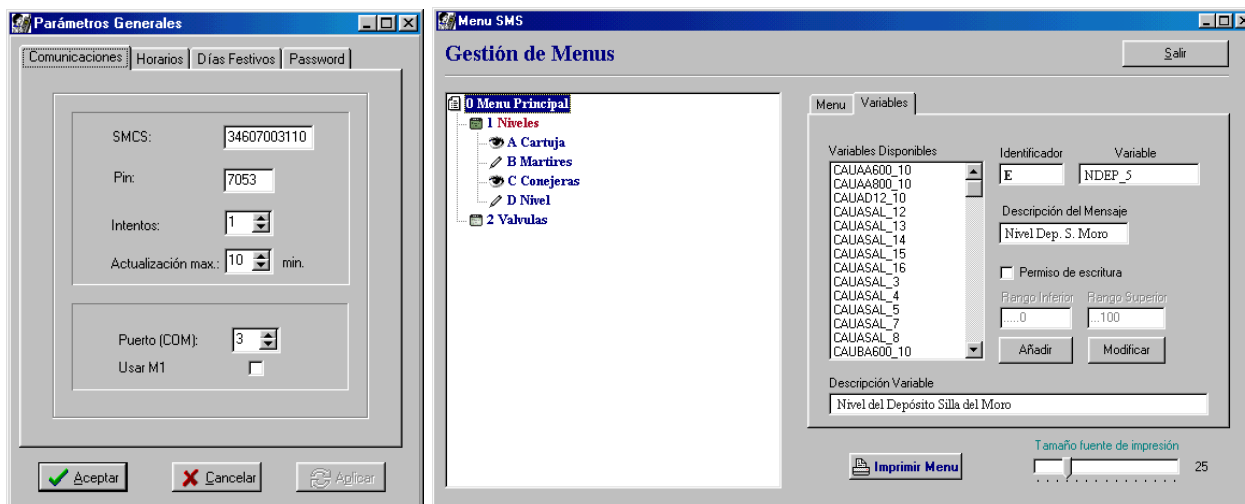 Parámetros Generales
Comunicaciones Horarios Días Festivos Password
SMCS: 34607003110
Pin: 7053
Intentos: 1
Actualización max.: 10 min.
Puerto (COM): 3
Usar M1
Aceptar Cancelar Aplicar
Menu SMS
Gestión de Menus
Salir
0 Menu Principal
1 Niveles
A Cartuja
B Martires
C Conejeras
D Nivel
2 Valvulas
Menu Variables
Variables Disponibles
CAUAA600_10
CAUAA800_10
CAUAD12_10
CAUASAL_12
CAUASAL_13
CAUASAL_14
CAUASAL_15
CAUASAL_16
CAUASAL_3
CAUASAL_4
CAUASAL_5
CAUASAL_7
CAUASAL_8
CAUBA600_10
Identificador Variable
E NDEP_5
Descripción del Mensaje
Nivel Dep. S. Moro
Permiso de escritura
Rango Inferior Rango Superior
.....0 ...100
Añadir Modificar
Descripción Variable
Nivel del Depósito Silla del Moro
Imprimir Menu
Tamaño fuente de impresión
25